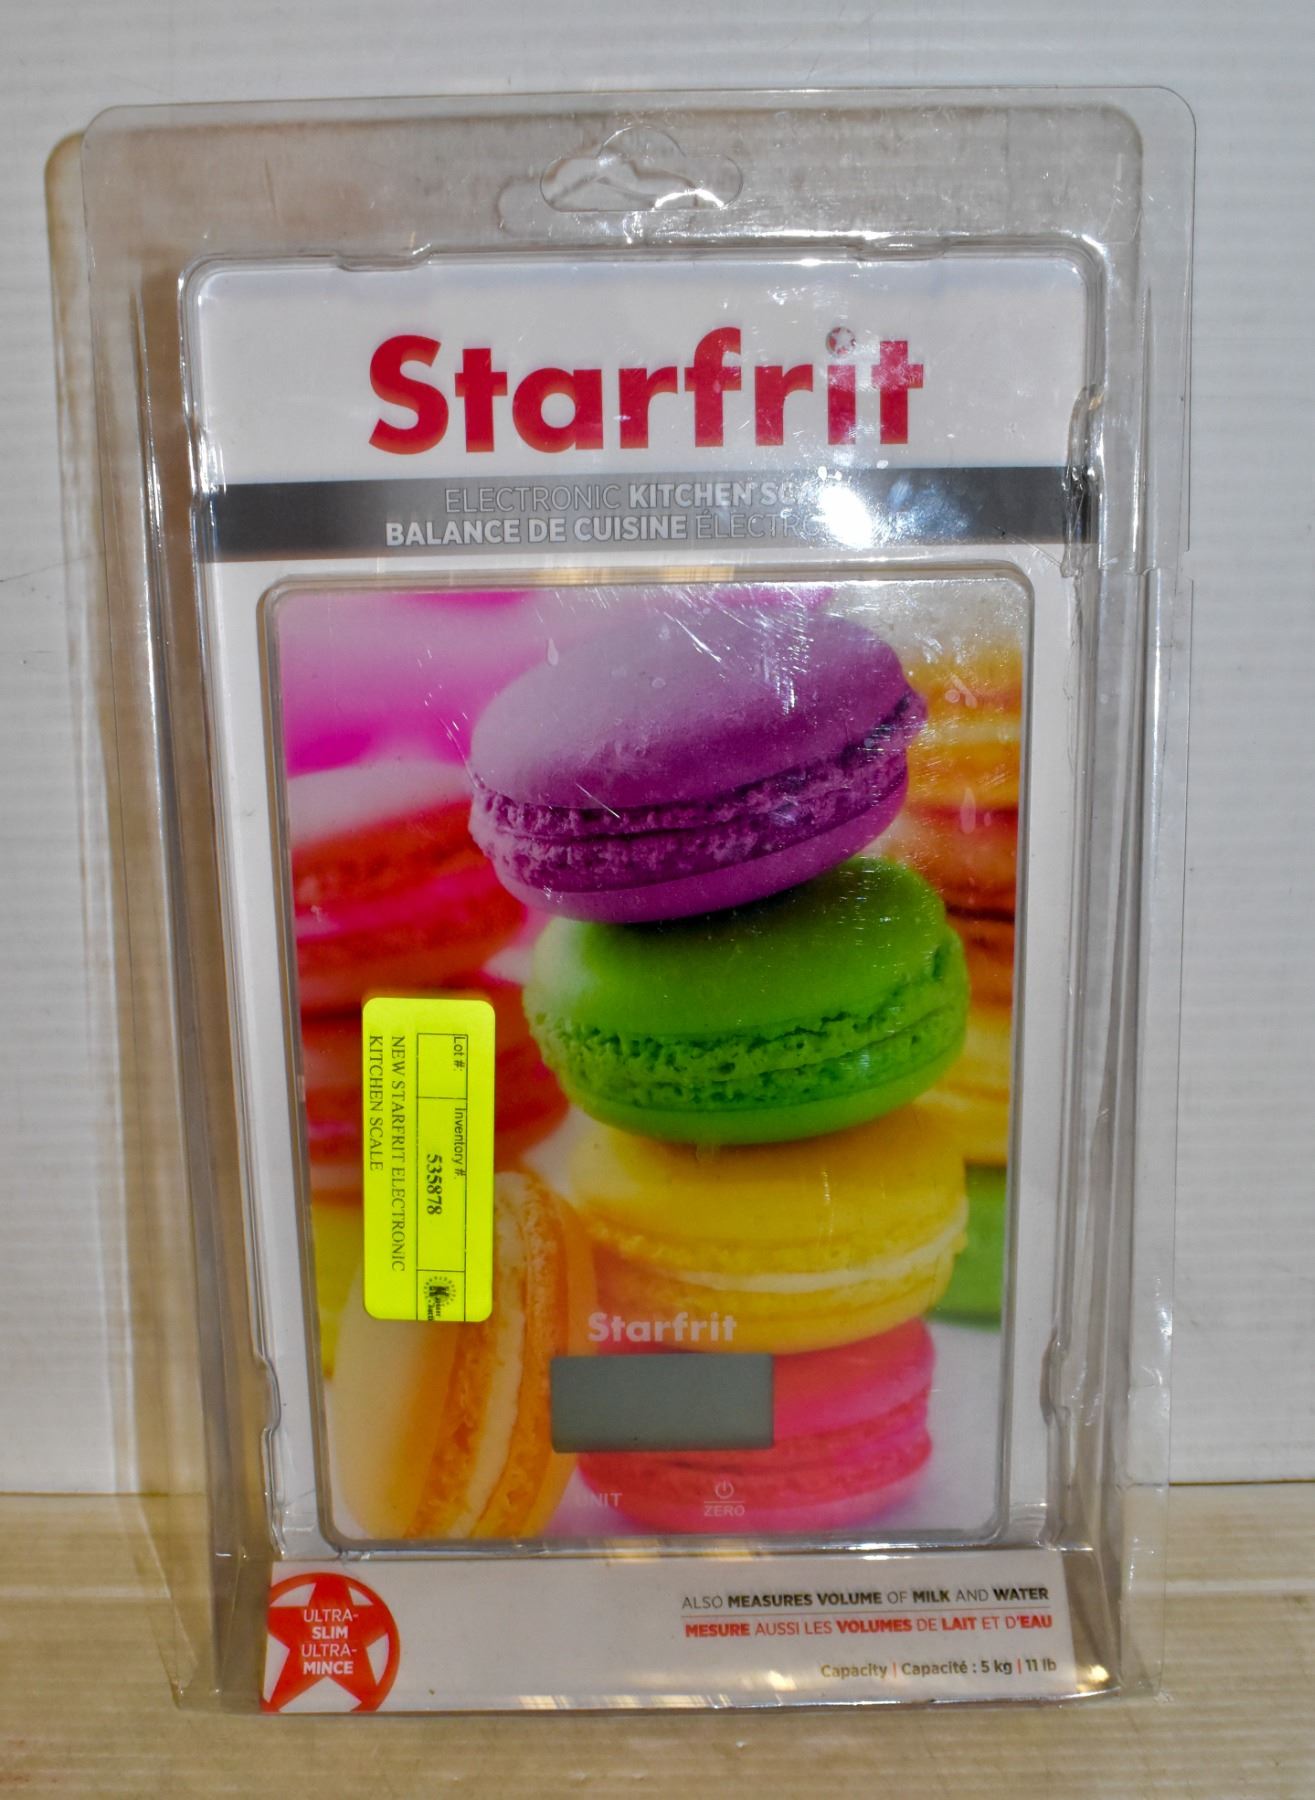 Starfrit
ELECTRONIC KITCHEN
BALANCE DE CUISINE
Lot #: Inventory #:
535878
NEW STARFRIT ELECTRONIC
KITCHEN SCALE
Starfrit
UNIT
ZERO
ULTRA-
SLIM
ULTRA-
MINCE
ALSO MEASURES VOLUME OF MILK AND WATER
MESURE AUSSI LES VOLUMES DE LAIT ET D'EAU
Capacity | Capacité : 5 kg | 11 lb